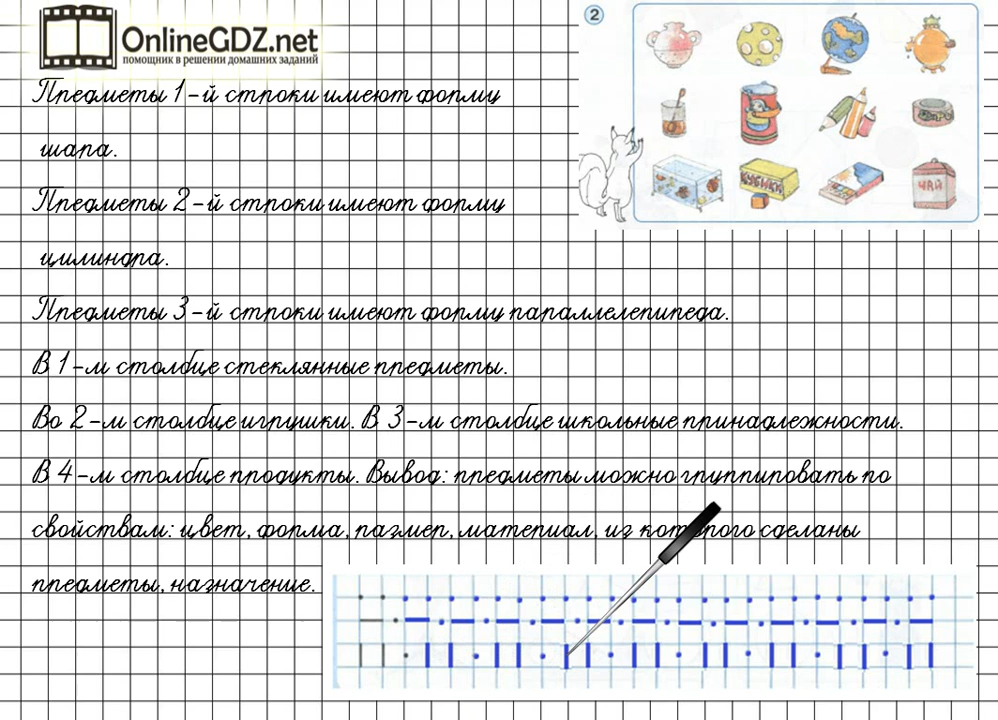 OnlineGDZ.net
помощник в решении домашних заданий
2
КУБИКИ
ЧАЙ
Предметы 1-й строки имеют форму
шара.
Предметы 2-й строки имеют форму
цилиндра.
Предметы 3-й строки имеют форму параллелепипеда.
В 1-м столбце стеклянные предметы.
Во 2-м столбце игрушки. В 3-м столбце школьные принадлежности.
В 4-м столбце продукты. Вывод: предметы можно группировать по
свойствам: цвет, форма, размер, материал, из которого сделаны
предметы, назначение.